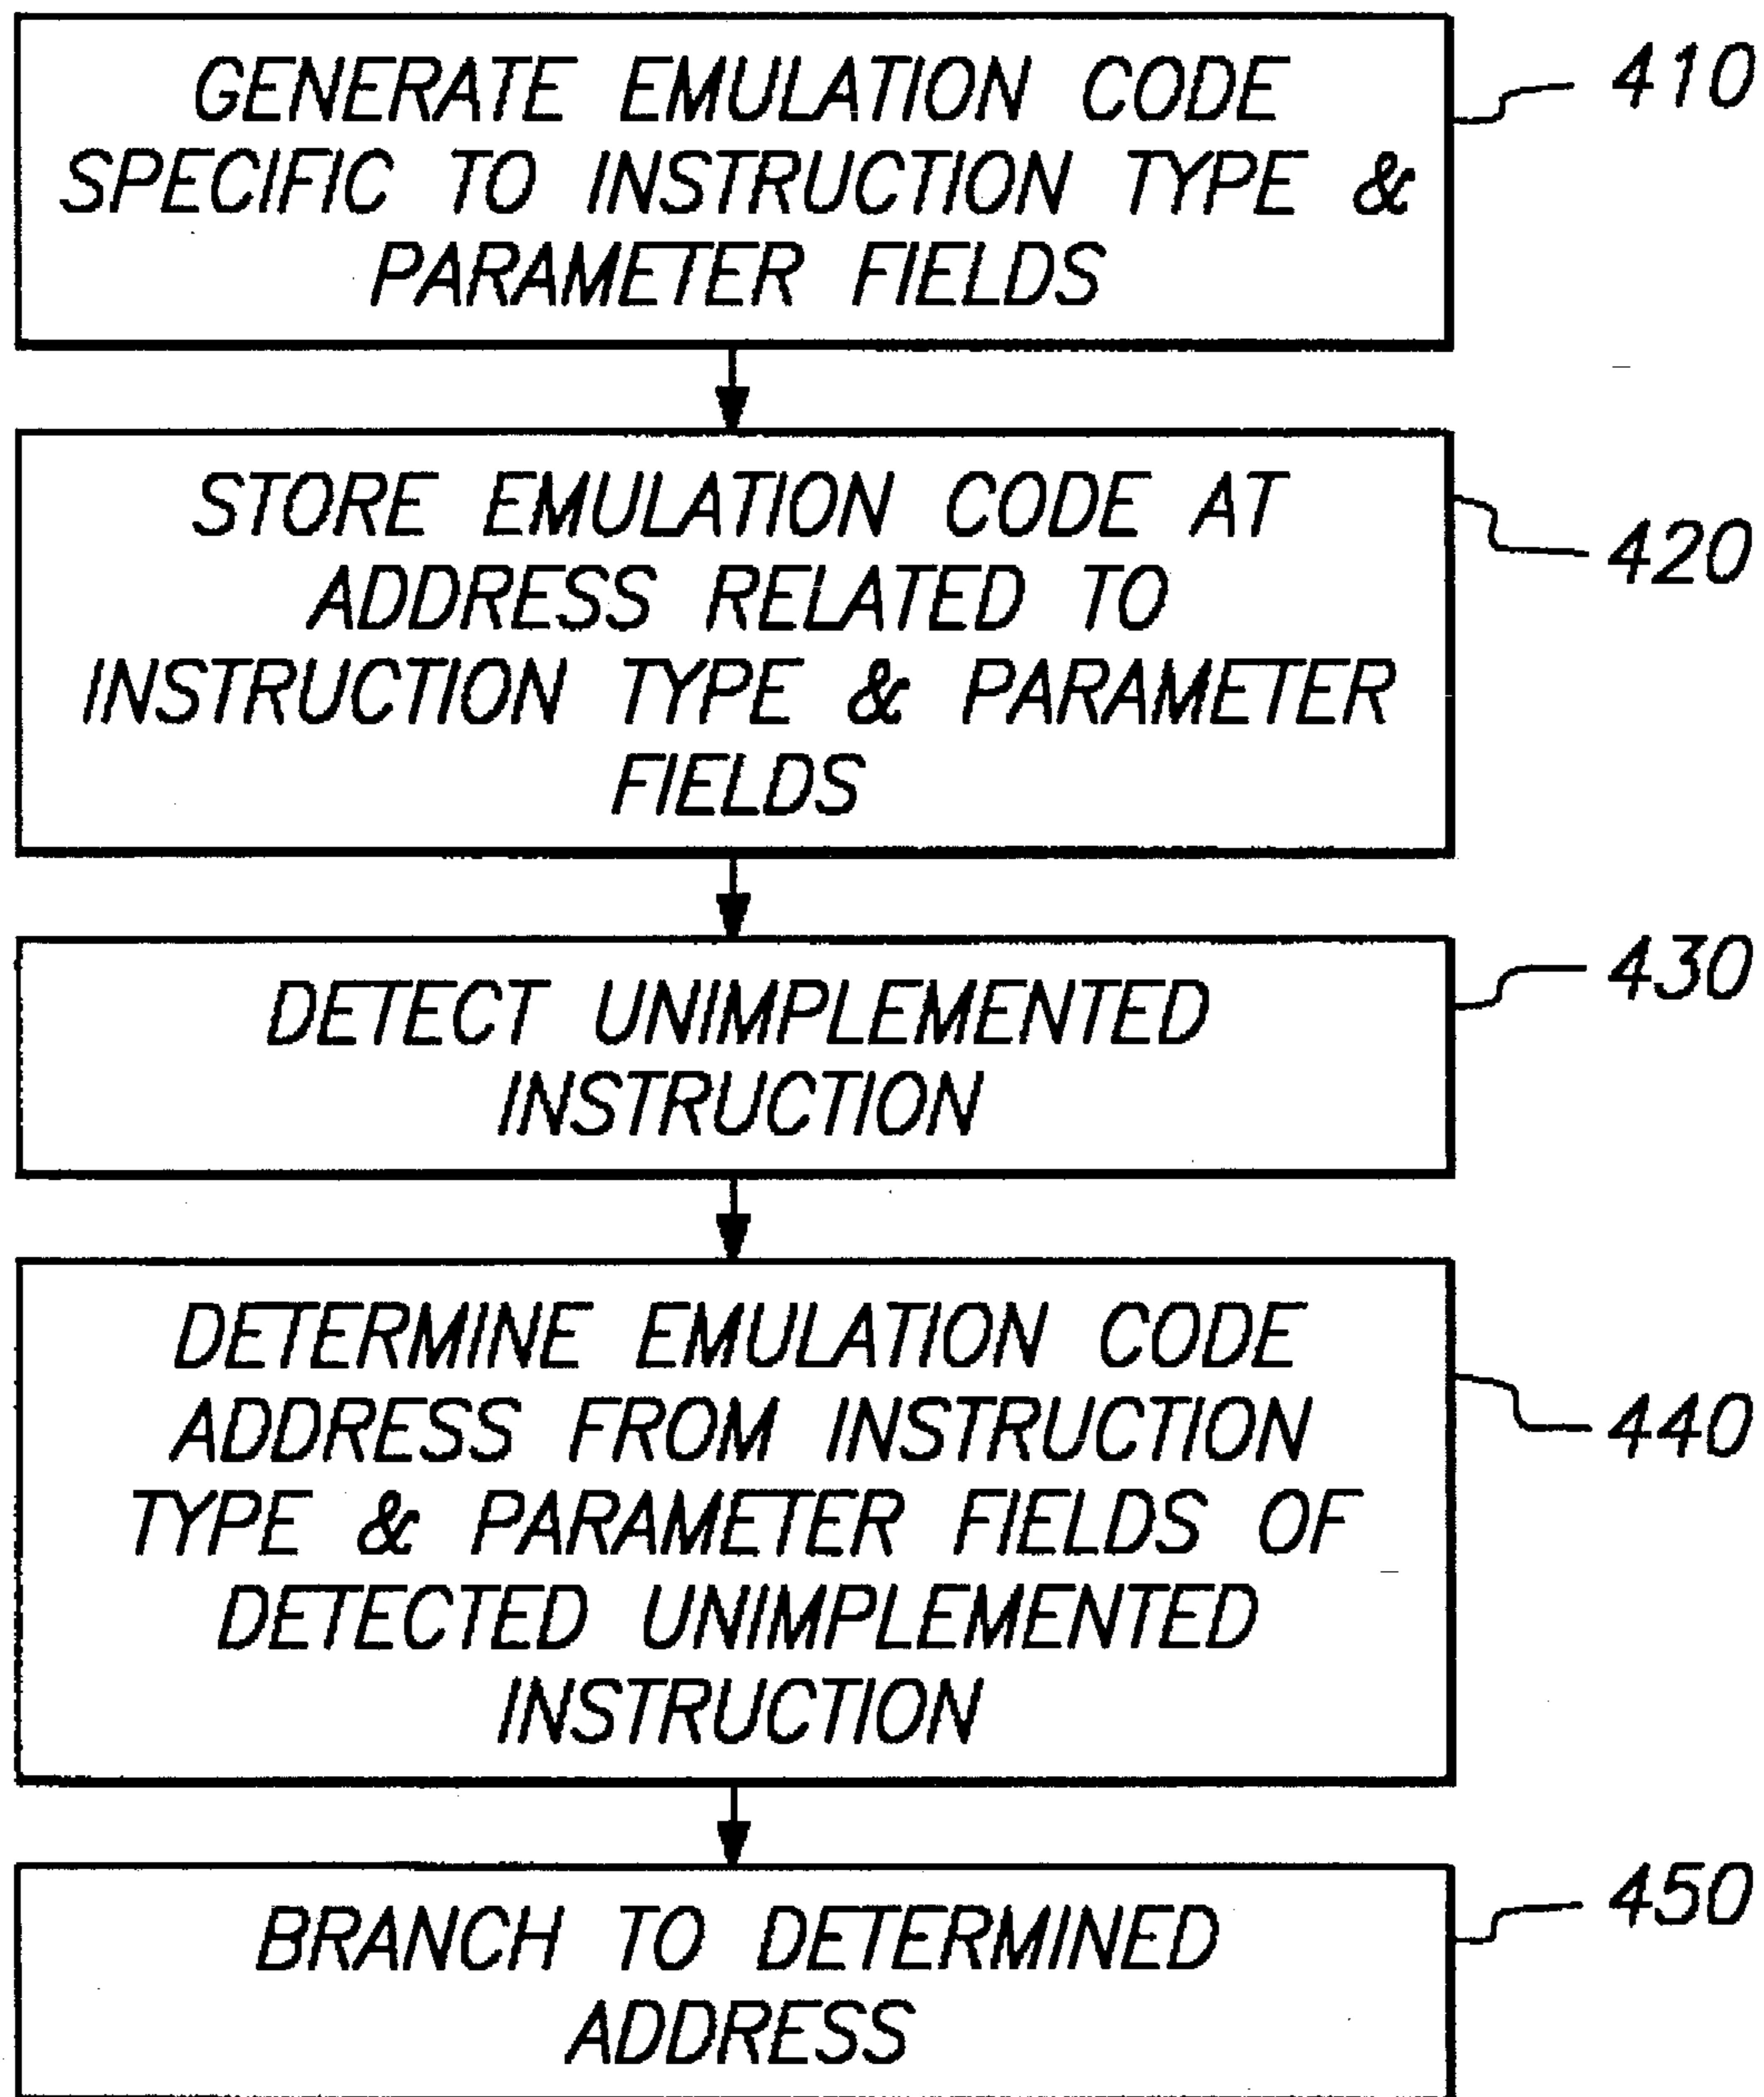 GENERATE EMULATION CODE
SPECIFIC TO INSTRUCTION TYPE &
PARAMETER FIELDS
410
STORE EMULATION CODE AT
ADDRESS RELATED TO
INSTRUCTION TYPE & PARAMETER
FIELDS
420
DETECT UNIMPLEMENTED
INSTRUCTION
430
DETERMINE EMULATION CODE
ADDRESS FROM INSTRUCTION
TYPE & PARAMETER FIELDS OF
DETECTED UNIMPLEMENTED
INSTRUCTION
440
BRANCH TO DETERMINED
ADDRESS
450